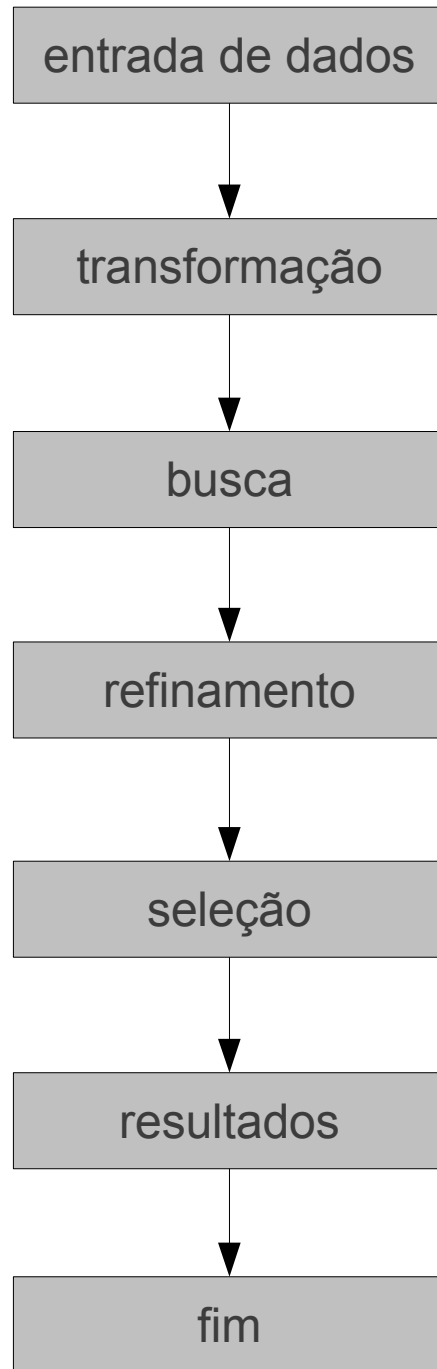 entrada de dados
transformação
busca
refinamento
seleção
resultados
fim